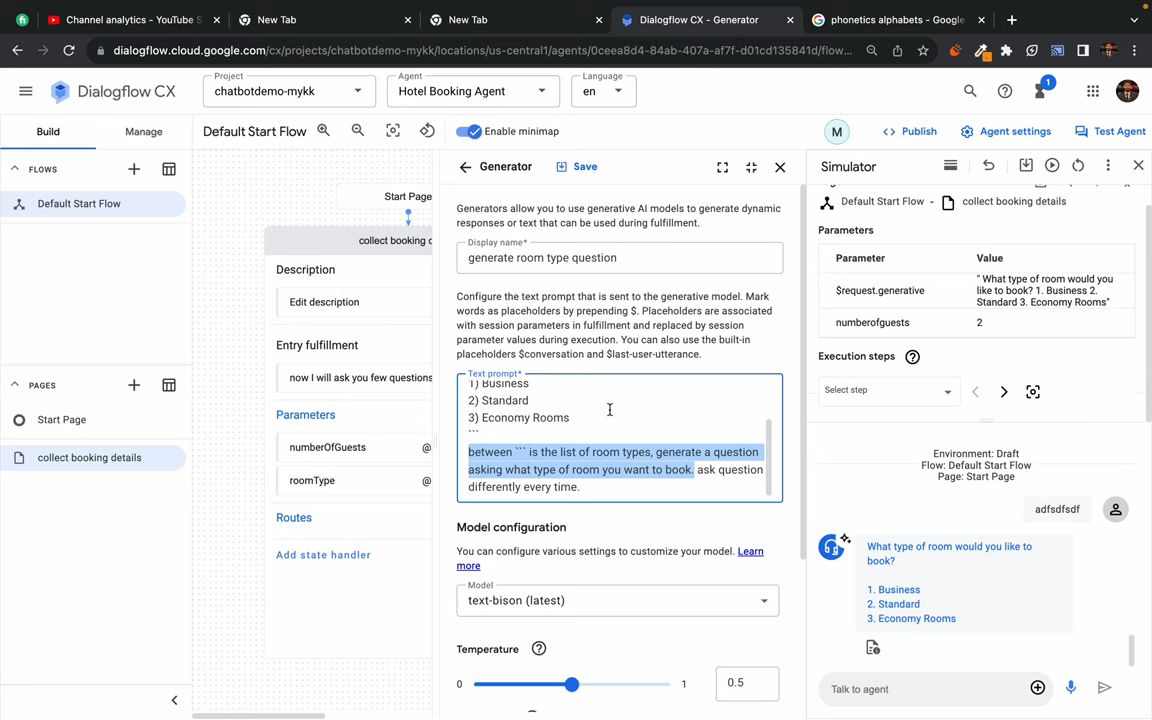 Channel analytics - YouTube S
New Tab
New Tab
Dialogflow CX - Generator
phonetics alphabets - Google
dialogflow.cloud.google.com/cx/projects/chatbotdemo-mykk/locations/us-central1/agents/0ceea8d4-84ab-407a-af7f-d01cd135841d/flow...
Dialogflow CX
Project
chatbotdemo-mykk
Agent
Hotel Booking Agent
Language
en
1
Build
Manage
Default Start Flow
Enable minimap
M
Publish
Agent settings
Test Agent
FLOWS
Default Start Flow
PAGES
Start Page
collect booking details
Start Page
collect booking d
Description
Edit description
Entry fulfillment
now I will ask you few questions
Parameters
numberOfGuests
@
roomType
@
Routes
Add state handler
Generator
Save
Generators allow you to use generative AI models to generate dynamic
responses or text that can be used during fulfillment.
Display name*
generate room type question
Configure the text prompt that is sent to the generative model. Mark
words as placeholders by prepending $. Placeholders are associated
with session parameters in fulfillment and replaced by session
parameter values during execution. You can also use the built-in
placeholders $conversation and $last-user-utterance.
Text prompt*
1) Business
2) Standard
3) Economy Rooms
```
between ``` is the list of room types, generate a question
asking what type of room you want to book. ask question
differently every time.
Model configuration
You can configure various settings to customize your model. Learn
more
Model
text-bison (latest)
Temperature
0
1
0.5
Simulator
Default Start Flow - collect booking details
Parameters
Parameter
Value
$request.generative
" What type of room would you
like to book? 1. Business 2.
Standard 3. Economy Rooms"
numberofguests
2
Execution steps
Select step
Environment: Draft
Flow: Default Start Flow
Page: Start Page
adfsdfsdf
What type of room would you like to
book?
1. Business
2. Standard
3. Economy Rooms
Talk to agent